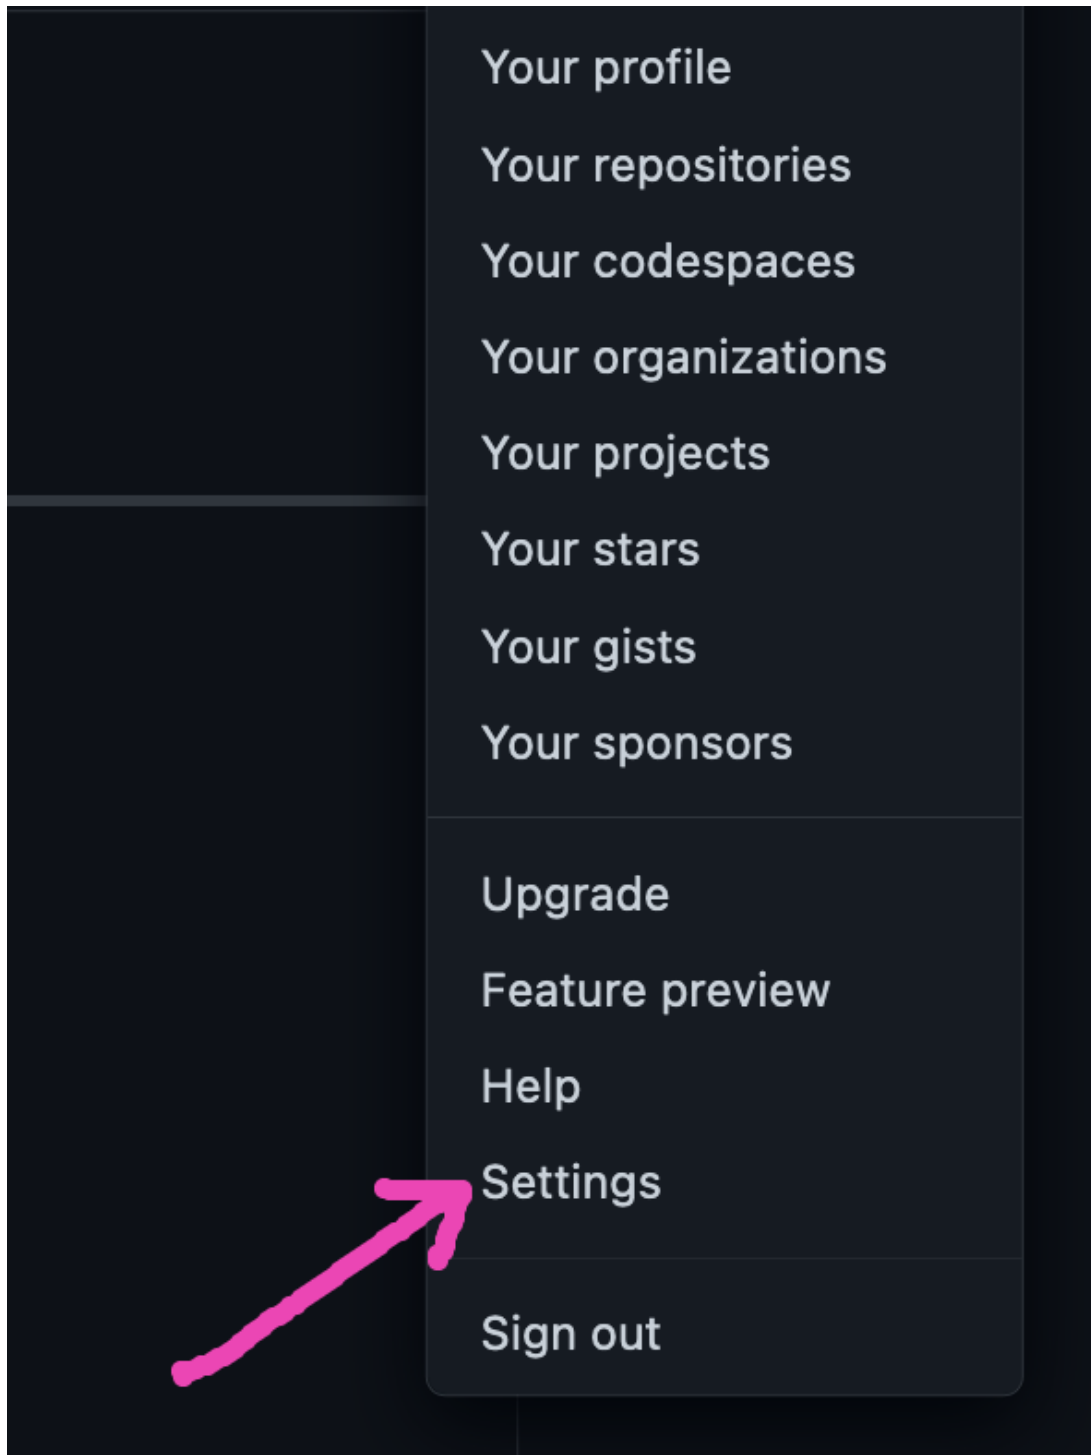 Your profile
Your repositories
Your codespaces
Your organizations
Your projects
Your stars
Your gists
Your sponsors
Upgrade
Feature preview
Help
Settings
Sign out